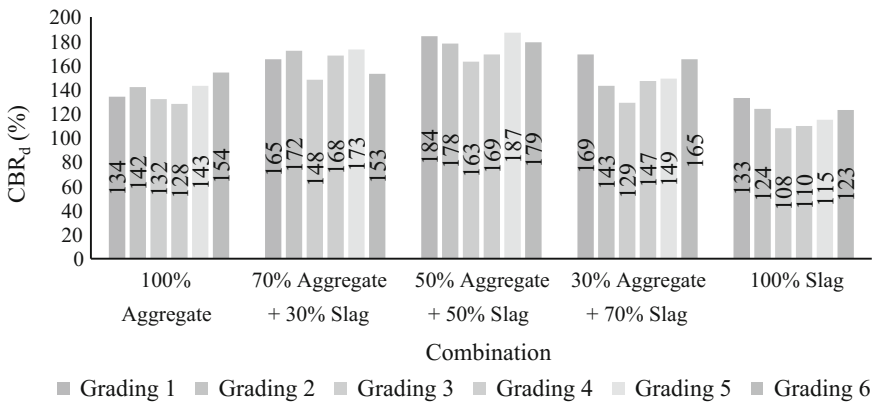 200
180
160
140
120
100
80
60
40
20
0
CBRd (%)
134 142 132 128 143 154
165 172 148 168 173 153
184 178 163 169 187 179
169 143 129 147 149 165
133 124 108 110 115 123
100% 70% Aggregate 50% Aggregate 30% Aggregate 100% Slag
Aggregate + 30% Slag + 50% Slag + 70% Slag
Combination
Grading 1 Grading 2 Grading 3 Grading 4 Grading 5 Grading 6